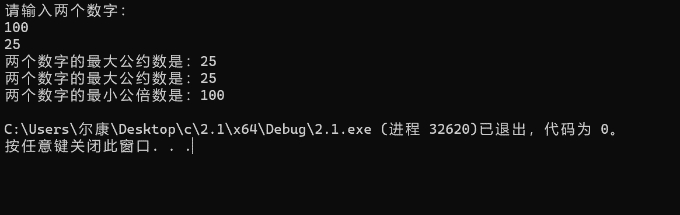 请输入两个数字：
100
25
两个数字的最大公约数是：25
两个数字的最大公约数是：25
两个数字的最小公倍数是：100
C:\Users\尔康\Desktop\c\2.1\x64\Debug\2.1.exe (进程 32620)已退出，代码为 0。
按任意键关闭此窗口. . .